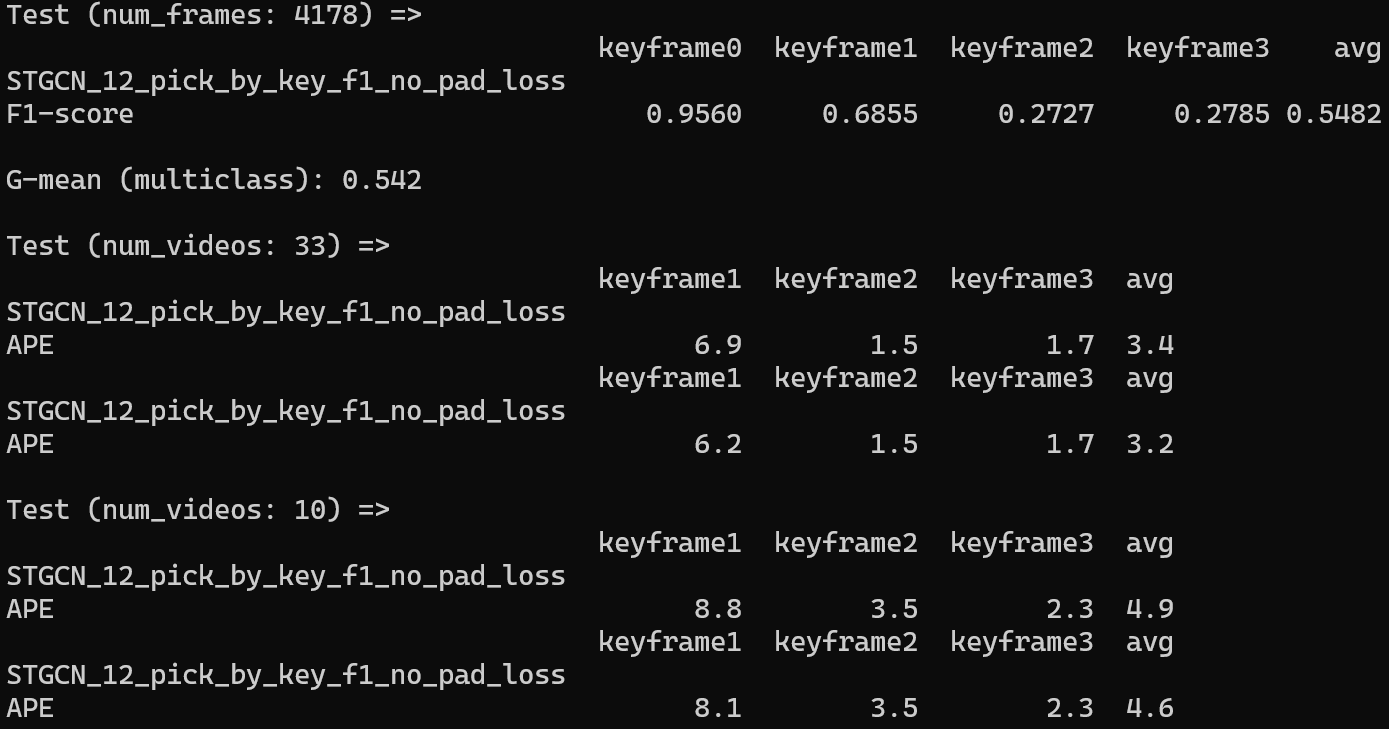 Test (num_frames: 4178) =>
keyframe0 keyframe1 keyframe2 keyframe3 avg
STGCN_12_pick_by_key_f1_no_pad_loss
F1-score 0.9560 0.6855 0.2727 0.2785 0.5482
G-mean (multiclass): 0.542
Test (num_videos: 33) =>
keyframe1 keyframe2 keyframe3 avg
STGCN_12_pick_by_key_f1_no_pad_loss
APE 6.9 1.5 1.7 3.4
keyframe1 keyframe2 keyframe3 avg
STGCN_12_pick_by_key_f1_no_pad_loss
APE 6.2 1.5 1.7 3.2
Test (num_videos: 10) =>
keyframe1 keyframe2 keyframe3 avg
STGCN_12_pick_by_key_f1_no_pad_loss
APE 8.8 3.5 2.3 4.9
keyframe1 keyframe2 keyframe3 avg
STGCN_12_pick_by_key_f1_no_pad_loss
APE 8.1 3.5 2.3 4.6